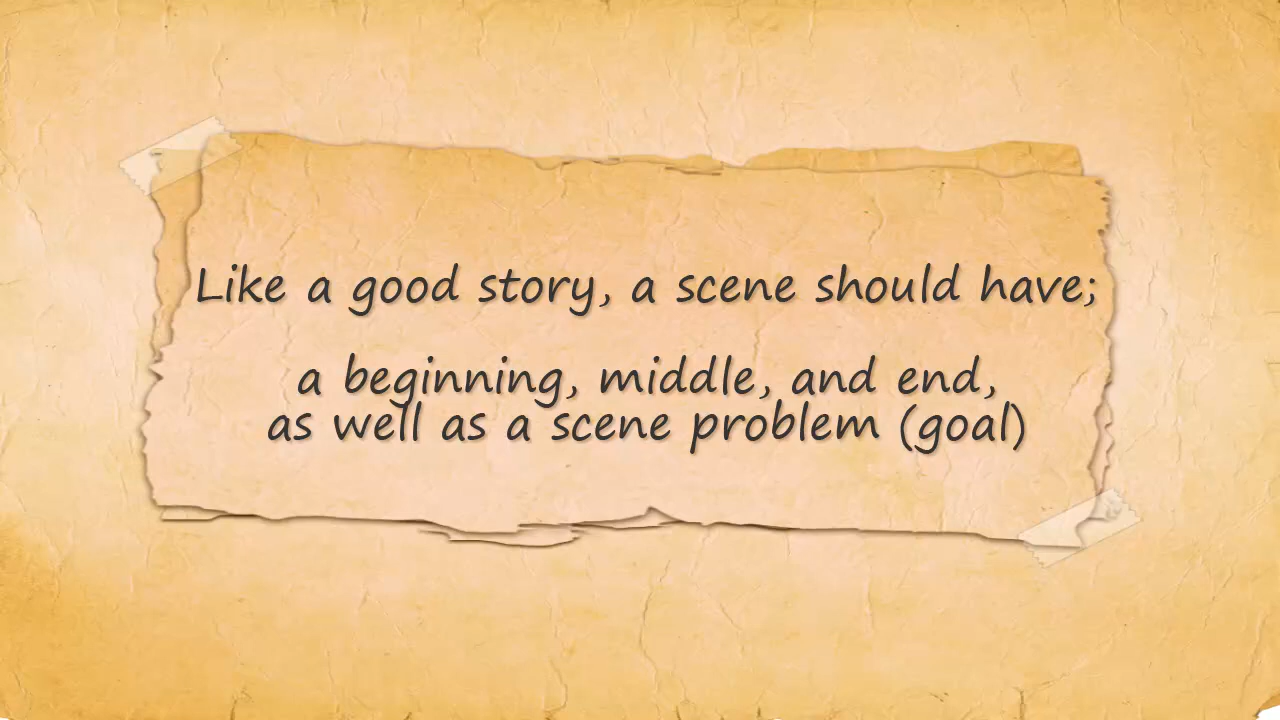 Like a good story, a scene should have;
a beginning, middle, and end,
as well as a scene problem (goal)